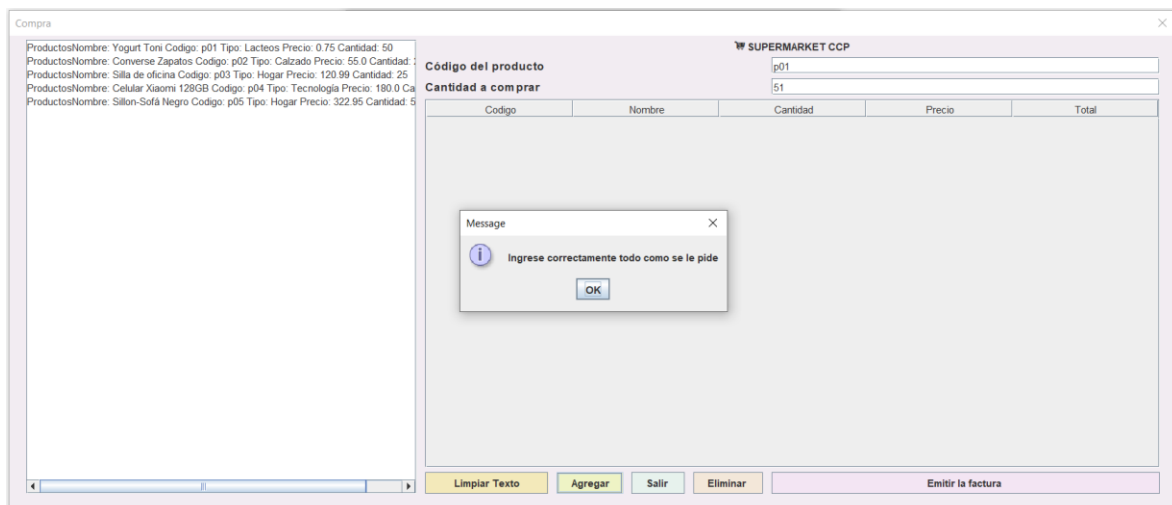 Compra
ProductosNombre: Yogurt Toni Codigo: p01 Tipo: Lacteos Precio: 0.75 Cantidad: 50
ProductosNombre: Converse Zapatos Codigo: p02 Tipo: Calzado Precio: 55.0 Cantidad:
ProductosNombre: Silla de oficina Codigo: p03 Tipo: Hogar Precio: 120.99 Cantidad: 25
ProductosNombre: Celular Xiaomi 128GB Codigo: p04 Tipo: Tecnología Precio: 180.0 Ca
ProductosNombre: Sillon-Sofá Negro Codigo: p05 Tipo: Hogar Precio: 322.95 Cantidad: 5
SUPERMARKET CCP
Código del producto p01
Cantidad a comprar 51
Codigo Nombre Cantidad Precio Total
Message
Ingrese correctamente todo como se le pide
OK
Limpiar Texto Agregar Salir Eliminar Emitir la factura